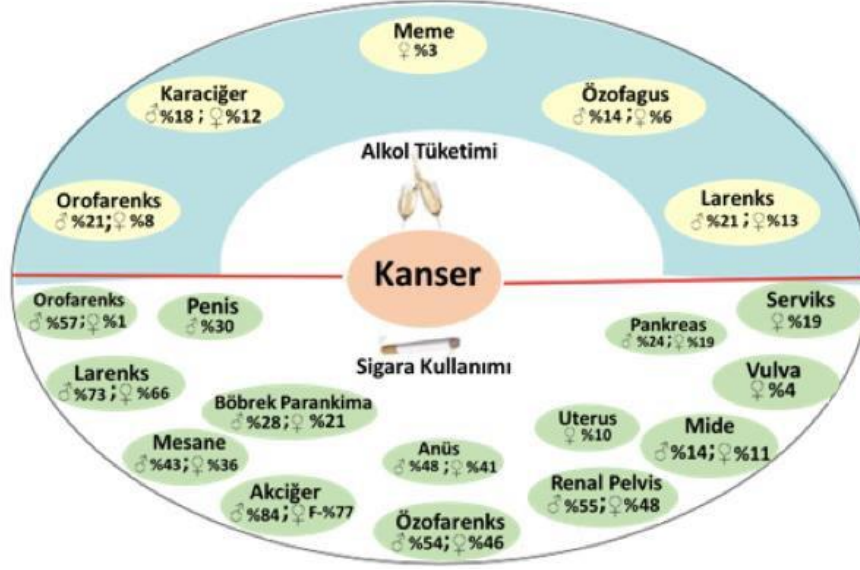 Meme
♀ %3
Karaciğer
♂ %18 ; ♀ %12
Özofagus
♂ %14 ; ♀ %6
Alkol Tüketimi
Orofarenks
♂ %21; ♀ %8
Larenks
♂ %21 ; ♀ %13
Kanser
Orofarenks
♂ %57; ♀ %1
Penis
♂ %30
Serviks
♀ %19
Pankreas
♂ %24 ; ♀ %19
Sigara Kullanımı
Larenks
♂ %73 ; ♀ %66
Vulva
♀ %4
Böbrek Parankima
♂ %28; ♀ %21
Uterus
♀ %10
Mide
♂ %14; ♀ %11
Mesane
♂ %43; ♀ %36
Anüs
♂ %48 ; ♀ %41
Akciğer
♂ %84; ♀ F-%77
Renal Pelvis
♂ %55; ♀ %48
Özofarenks
♂ %54; ♀ %46